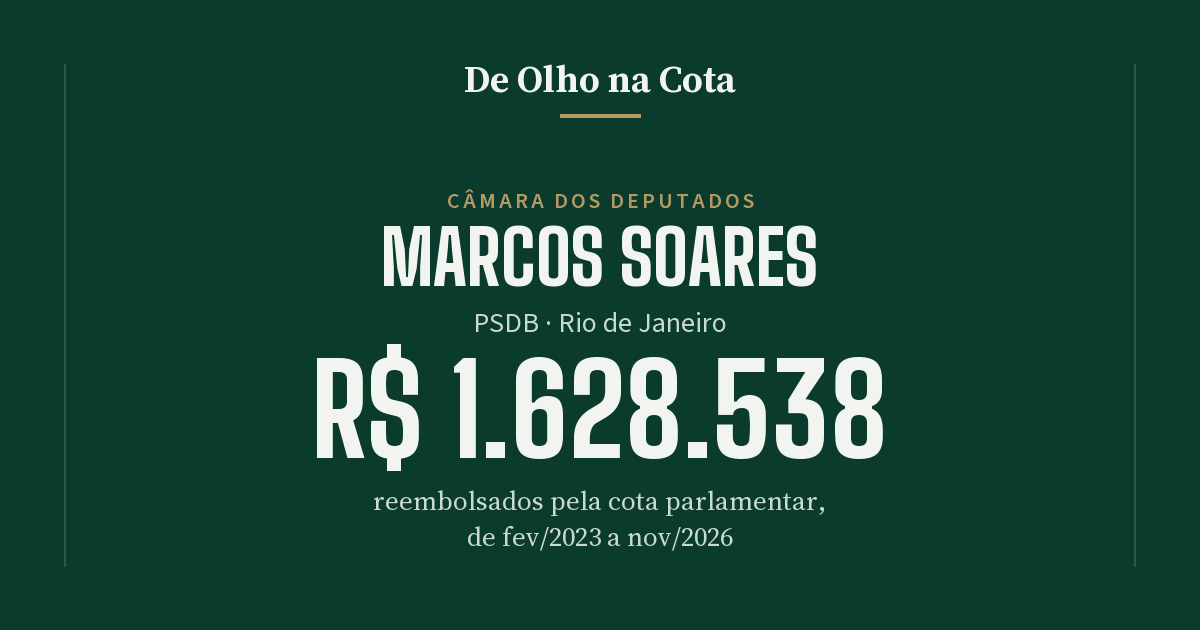 De Olho na Cota
CÂMARA DOS DEPUTADOS
MARCOS SOARES
PSDB · Rio de Janeiro
R$ 1.628.538
reembolsados pela cota parlamentar,
de fev/2023 a nov/2026